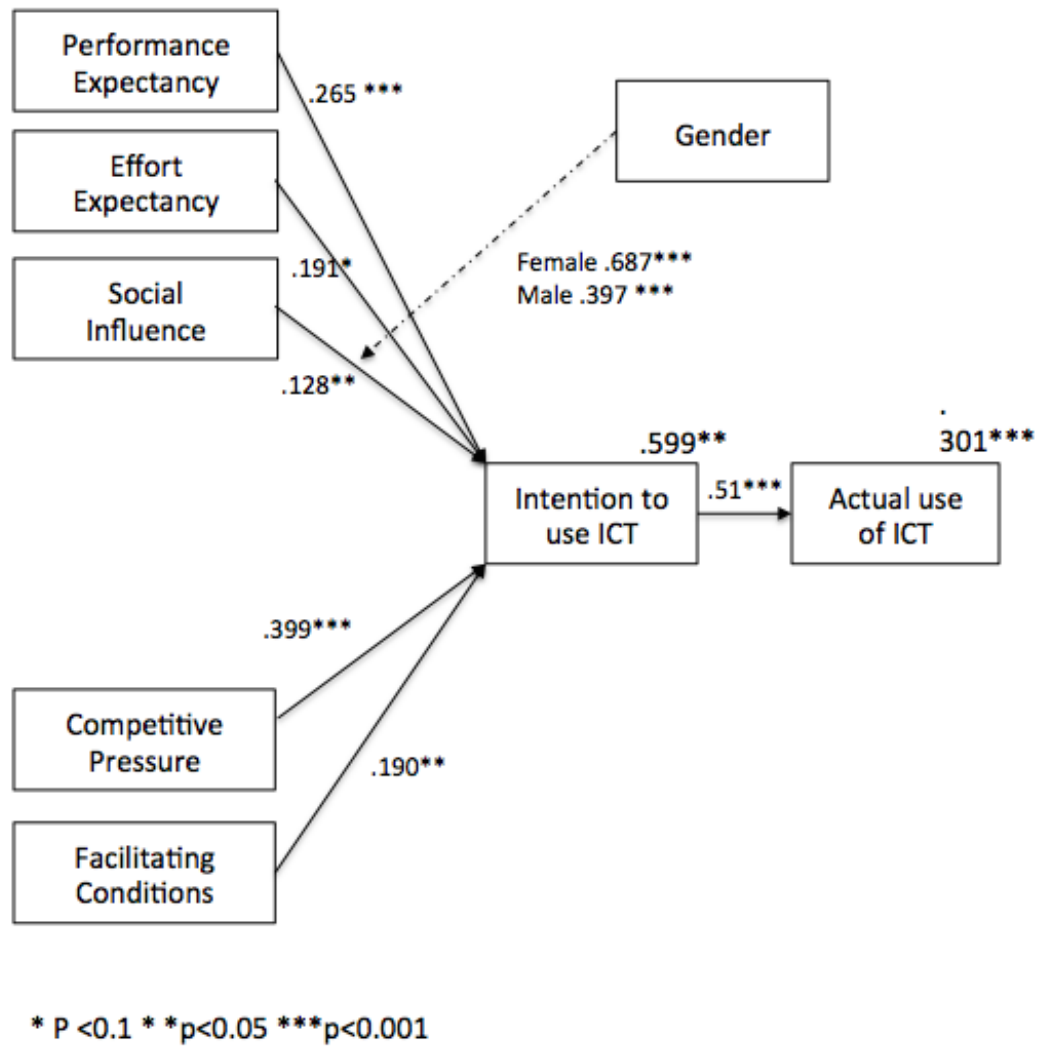 Performance
Expectancy
.265 ***
Gender
Effort
Expectancy
.191*
Female .687***
Male .397 ***
Social
Influence
.128**
.599**
.
301***
Intention to
use ICT
.51***
Actual use
of ICT
.399***
Competitive
Pressure
.190**
Facilitating
Conditions
* P <0.1 * *p<0.05 ***p<0.001